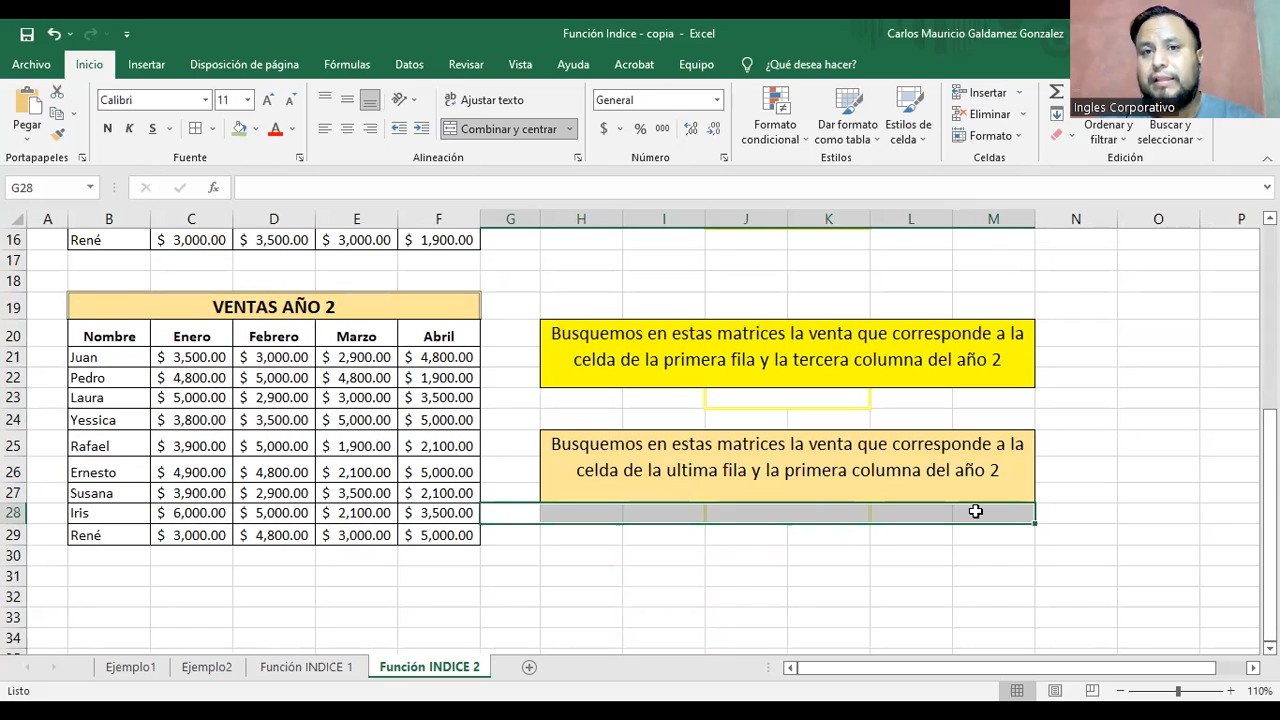 Función Indice - copia - Excel
Carlos Mauricio Galdamez Gonzalez
Archivo Inicio Insertar Disposición de página Fórmulas Datos Revisar Vista Ayuda Acrobat Equipo ¿Qué desea hacer?
Ingles Corporativo
Pegar
Calibri 11
N K S
Ajustar texto
Combinar y centrar
General
$ % 000
Formato condicional
Dar formato como tabla
Estilos de celda
Insertar
Eliminar
Formato
Ordenar y filtrar
Buscar y seleccionar
Portapapeles Fuente Alineación Número Estilos Celdas Edición
G28 fx
A B C D E F G H I J K L M N O P
16 René $ 3,000.00 $ 3,500.00 $ 3,000.00 $ 1,900.00
17
18
19 VENTAS AÑO 2
20 Nombre Enero Febrero Marzo Abril
21 Juan $ 3,500.00 $ 3,000.00 $ 2,900.00 $ 4,800.00
22 Pedro $ 4,800.00 $ 5,000.00 $ 4,800.00 $ 1,900.00
23 Laura $ 5,000.00 $ 2,900.00 $ 3,000.00 $ 3,500.00
24 Yessica $ 3,800.00 $ 3,500.00 $ 5,000.00 $ 2,100.00
25 Rafael $ 3,900.00 $ 5,000.00 $ 1,900.00 $ 2,100.00
26 Ernesto $ 4,900.00 $ 4,800.00 $ 2,100.00 $ 5,000.00
27 Susana $ 3,900.00 $ 2,900.00 $ 3,500.00 $ 2,100.00
28 Iris $ 6,000.00 $ 5,000.00 $ 2,100.00 $ 3,500.00
29 René $ 3,000.00 $ 4,800.00 $ 3,000.00 $ 5,000.00
30
31
32
33
34
Busquemos en estas matrices la venta que corresponde a la
celda de la primera fila y la tercera columna del año 2
Busquemos en estas matrices la venta que corresponde a la
celda de la ultima fila y la primera columna del año 2
Ejemplo1 Ejemplo2 Función INDICE 1 Función INDICE 2
Listo
110%